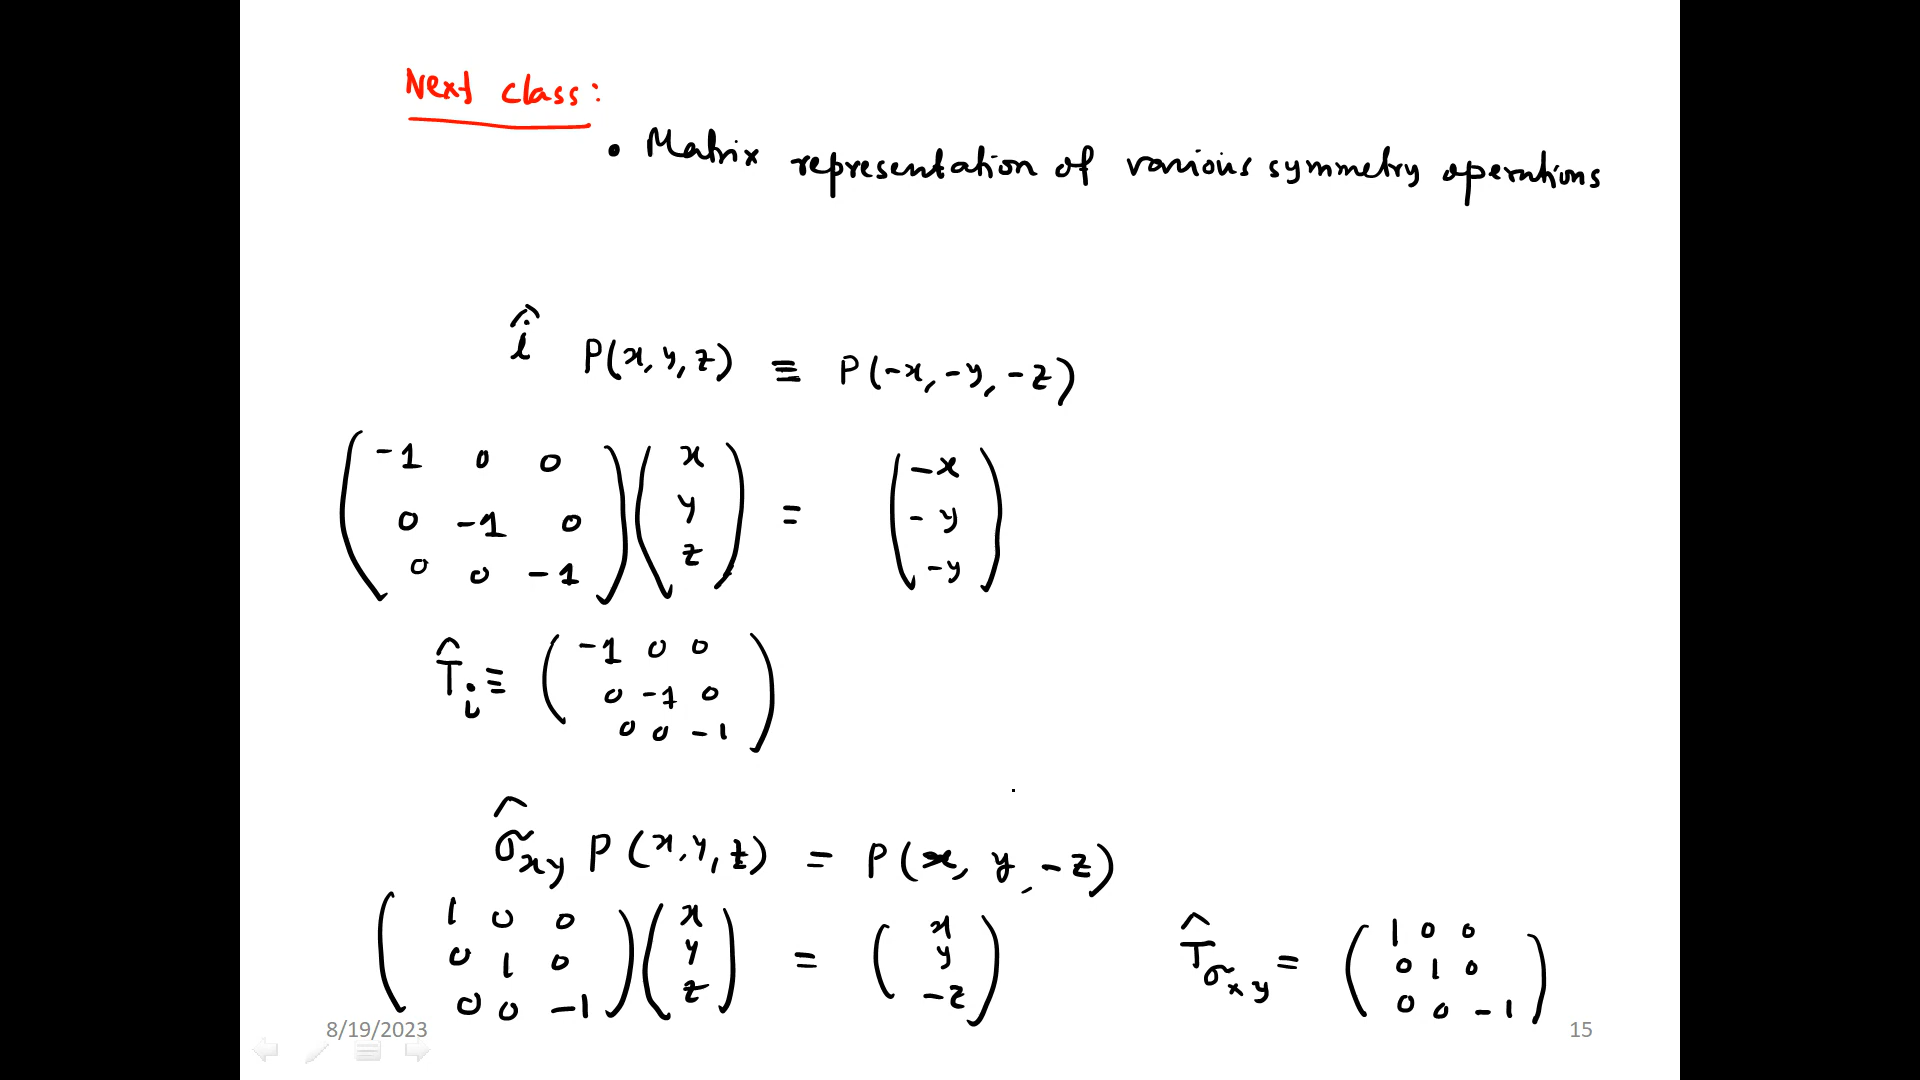 Next class:
• Matrix representation of various symmetry operations
î P(x, y, z) ≡ P(-x, -y, -z)
(-1 0 0) (x) = (-x)
(0 -1 0) (y) (-y)
(0 0 -1) (z) (-y)
T̂i ≡ (-1 0 0)
(0 -1 0)
(0 0 -1)
σ̂xy P(x, y, z) = P(x, y, -z)
(1 0 0) (x) = (x)
(0 1 0) (y) (y)
(0 0 -1) (z) (-z)
T̂σxy = (1 0 0)
(0 1 0)
(0 0 -1)
8/19/2023
15